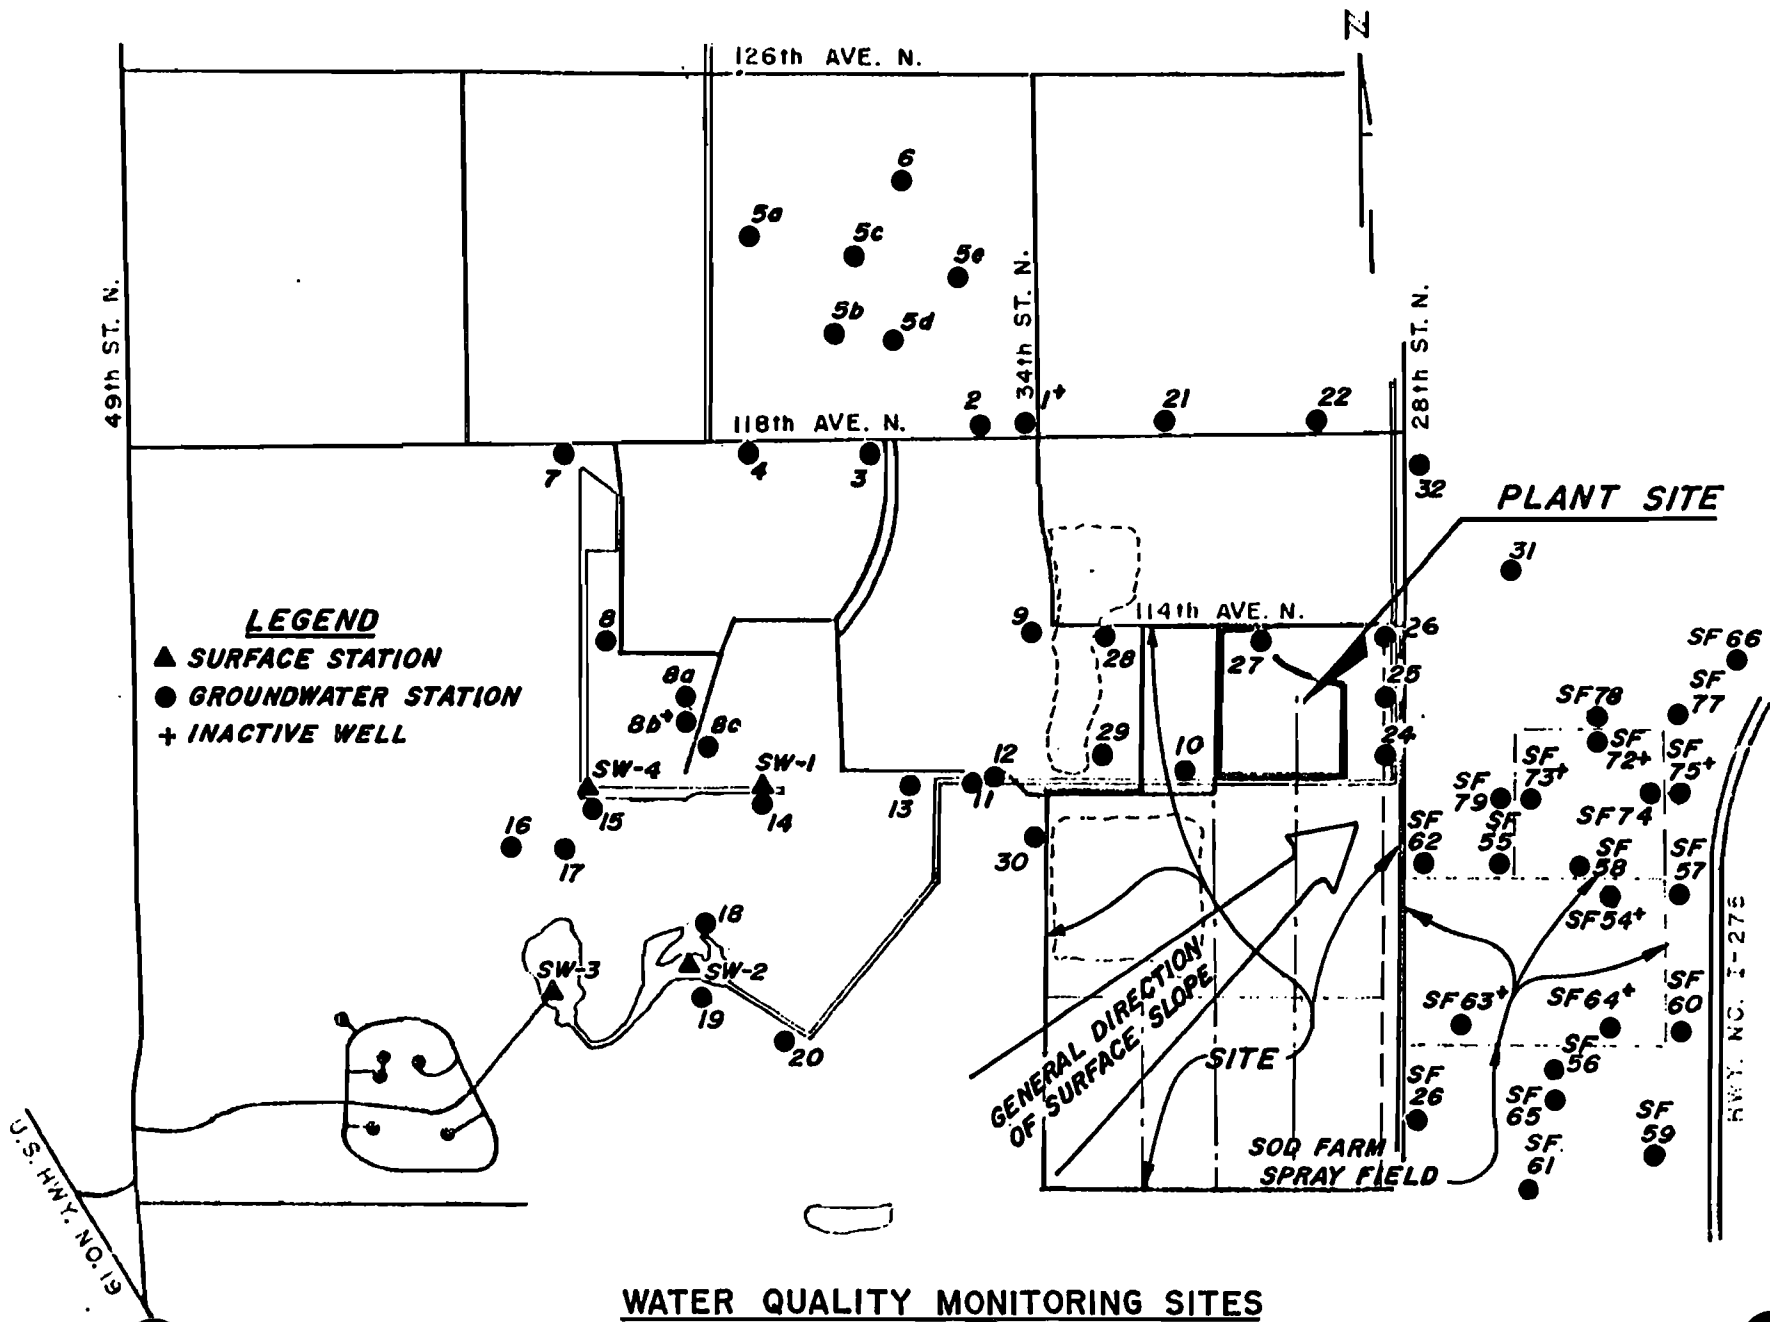 N
126th AVE. N.
6
5a
5c
5e
5b
5d
49th ST. N.
34th ST. N.
28th ST. N.
2
1+
21
22
118th AVE. N.
7
4
3
32
PLANT SITE
31
LEGEND
SURFACE STATION
GROUNDWATER STATION
+ INACTIVE WELL
8
8a
8b+
8c
9
114th AVE. N.
28
27
26
25
24
29
10
SF 66
SF
77
SF78
SF
72+
SF
73+
SF
75+
SF
79
SF74
SW-4
SW-1
12
11
13
14
15
16
17
30
SF
62
SF
55
SF
58
SF
57
SF54+
18
SW-3
SW-2
19
20
GENERAL DIRECTION
OF SURFACE SLOPE
SITE
SF63+
SF64+
SF
60
SF
56
SF
26
SF
65
SF
61
SF
59
SOD FARM
SPRAY FIELD
HWY. NO. I-275
U.S. HWY. NO. 19
WATER QUALITY MONITORING SITES